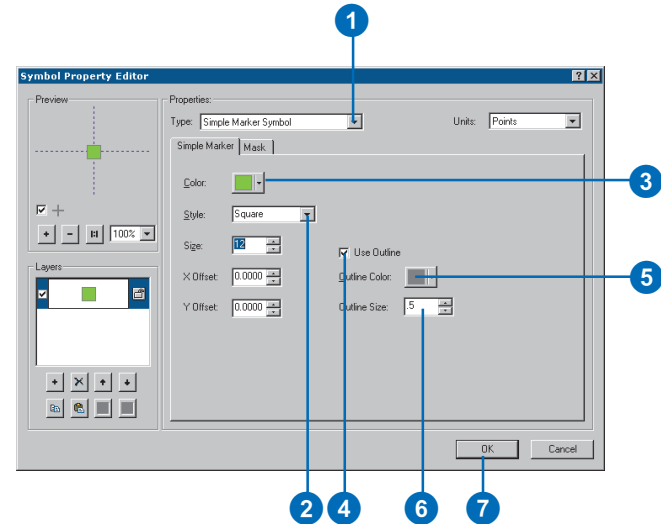 1
Symbol Property Editor
Preview
Properties:
Type: Simple Marker Symbol
Units: Points
Simple Marker
Mask
Color:
3
Style: Square
100%
Size: 12
Use Outline
Layers
X Offset: 0.0000
Outline Color:
5
Y Offset: 0.0000
Outline Size: .5
OK
Cancel
2
4
6
7